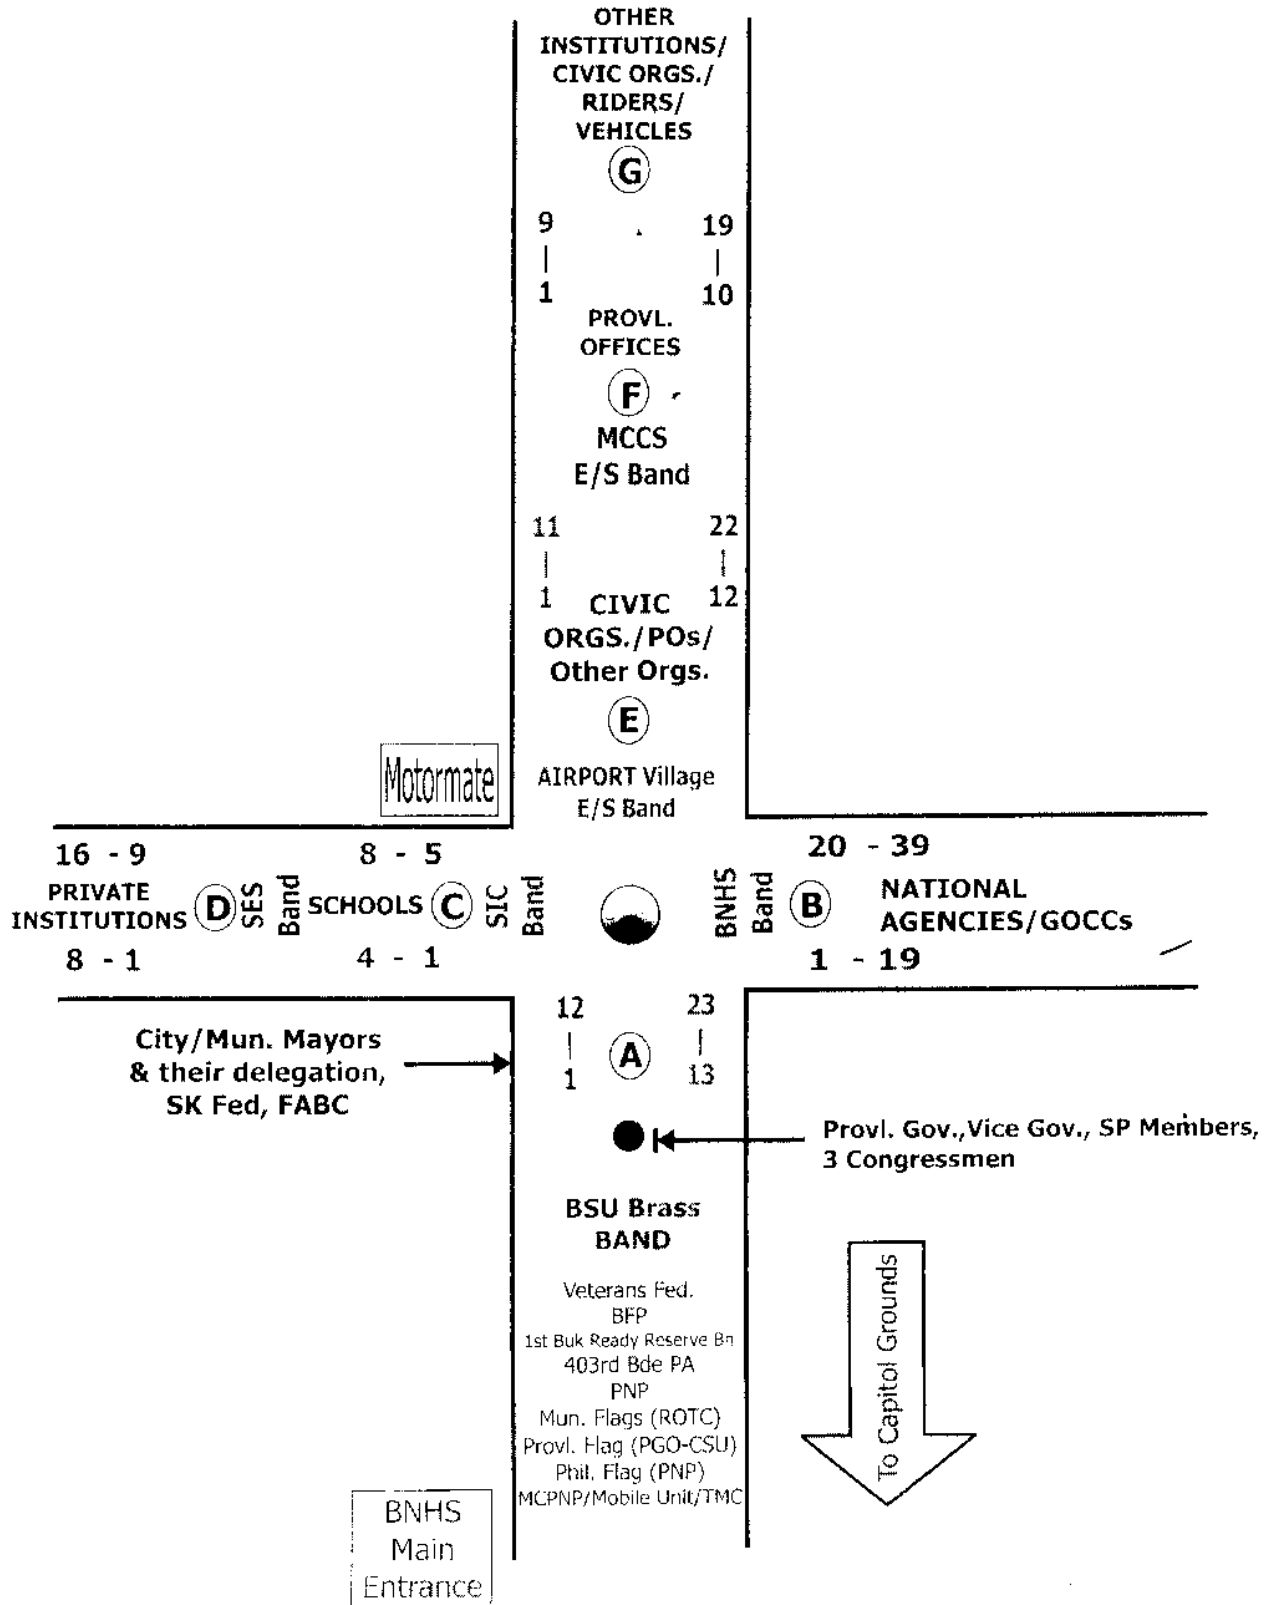 OTHER
INSTITUTIONS/
CIVIC ORGS./
RIDERS/
VEHICLES
G
9 19
| |
1 10
PROVL.
OFFICES
F
MCCS
E/S Band
11 22
| |
1 12
CIVIC
ORGS./POs/
Other Orgs.
E
Motormate
AIRPORT Village
E/S Band
16 - 9
8 - 5
20 - 39
PRIVATE
INSTITUTIONS
D
SES
Band
SCHOOLS
C
SIC
Band
BNHS
Band
B
NATIONAL
AGENCIES/GOCCs
8 - 1
4 - 1
1 - 19
12 23
| |
1 13
A
City/Mun. Mayors
& their delegation,
SK Fed, FABC
Provl. Gov.,Vice Gov., SP Members,
3 Congressmen
BSU Brass
BAND
Veterans Fed.
BFP
1st Buk Ready Reserve Bn
403rd Bde PA
PNP
Mun. Flags (ROTC)
Provl. Flag (PGO-CSU)
Phil. Flag (PNP)
MCPNP/Mobile Unit/TMC
To Capitol Grounds
BNHS
Main
Entrance